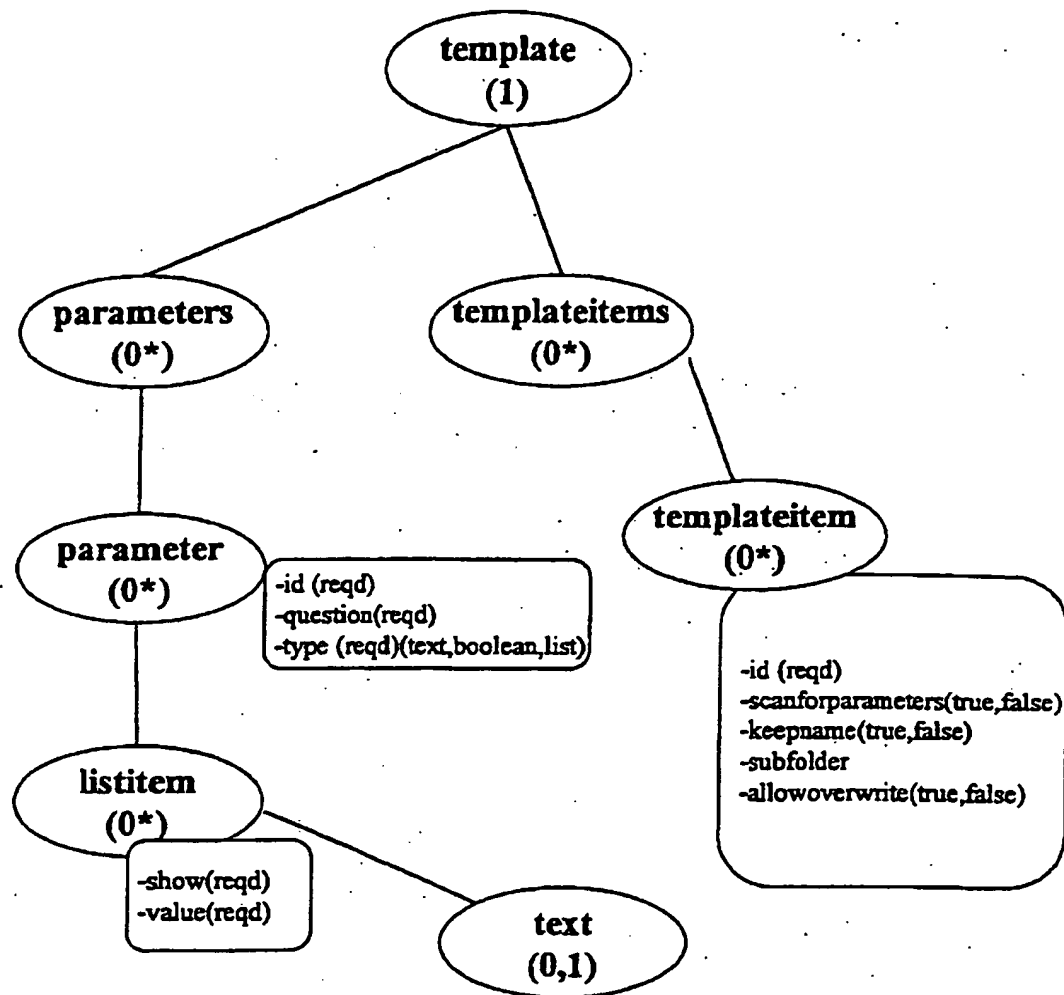 template
(1)
parameters
(0*)
templateitems
(0*)
parameter
(0*)
-id (reqd)
-question(reqd)
-type (reqd)(text,boolean,list)
templateitem
(0*)
-id (reqd)
-scanforparameters(true,false)
-keepname(true,false)
-subfolder
-allowoverwrite(true,false)
listitem
(0*)
-show(reqd)
-value(reqd)
text
(0,1)